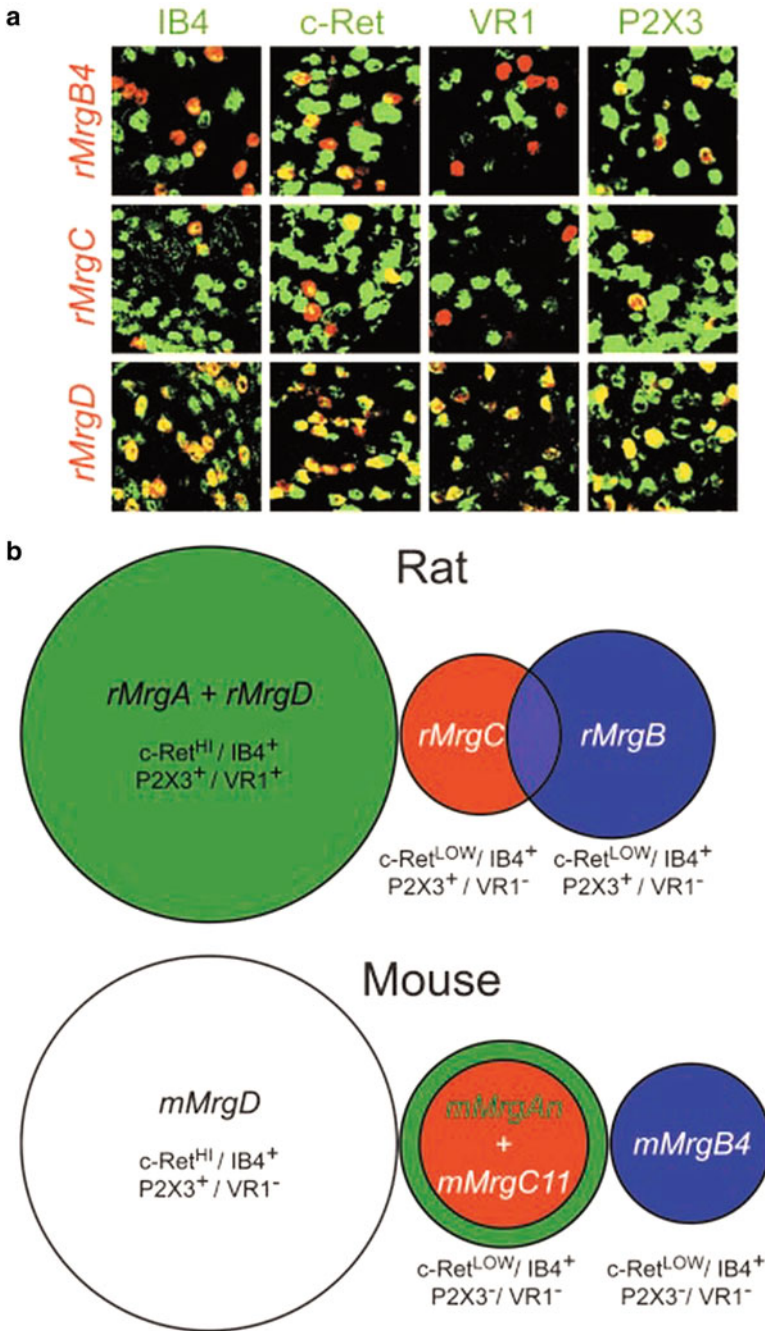 a
IB4 c-Ret VR1 P2X3
rMrgB4
rMrgC
rMrgD
b
Rat
rMrgA + rMrgD
c-Ret^HI / IB4^+
P2X3^+ / VR1^+
rMrgC
rMrgB
c-Ret^LOW / IB4^+
P2X3^+ / VR1^-
c-Ret^LOW / IB4^+
P2X3^+ / VR1^-
Mouse
mMrgD
c-Ret^HI / IB4^+
P2X3^+ / VR1^-
mMrgAn
+
mMrgC11
mMrgB4
c-Ret^LOW / IB4^+
P2X3^-/ VR1^-
c-Ret^LOW / IB4^+
P2X3^-/ VR1^-